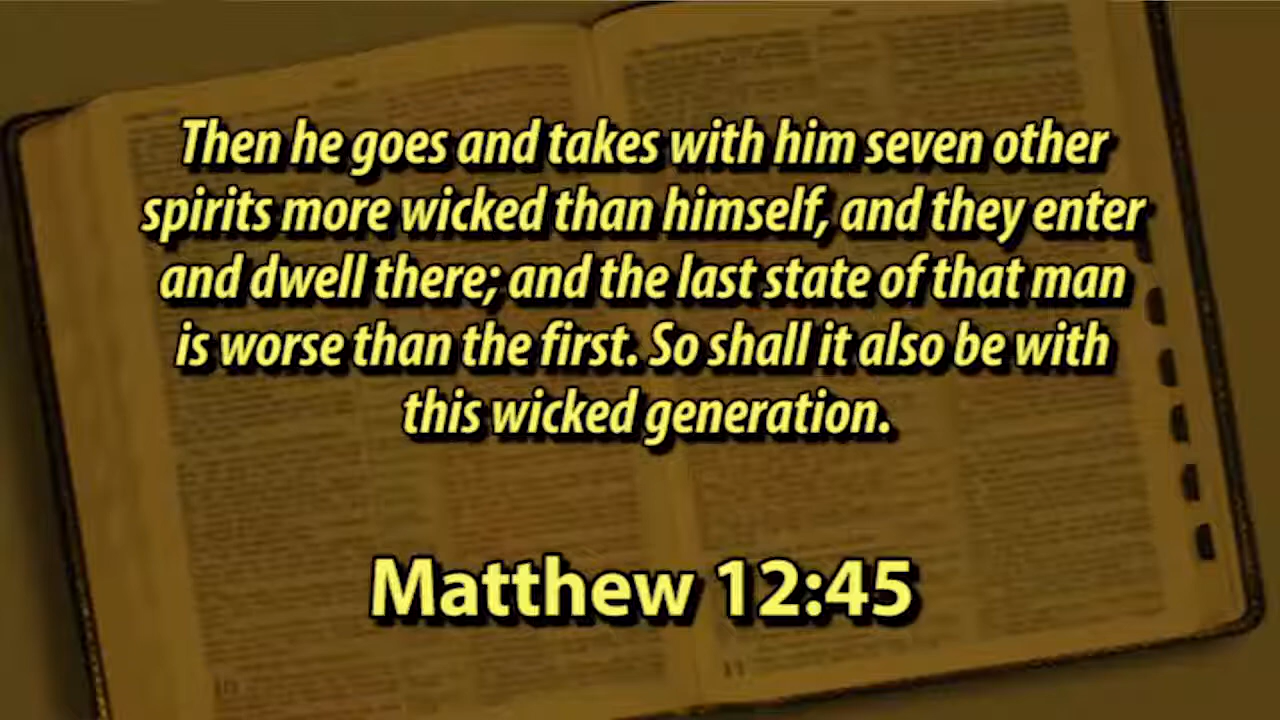 Then he goes and takes with him seven other
spirits more wicked than himself, and they enter
and dwell there; and the last state of that man
is worse than the first. So shall it also be with
this wicked generation.
Matthew 12:45